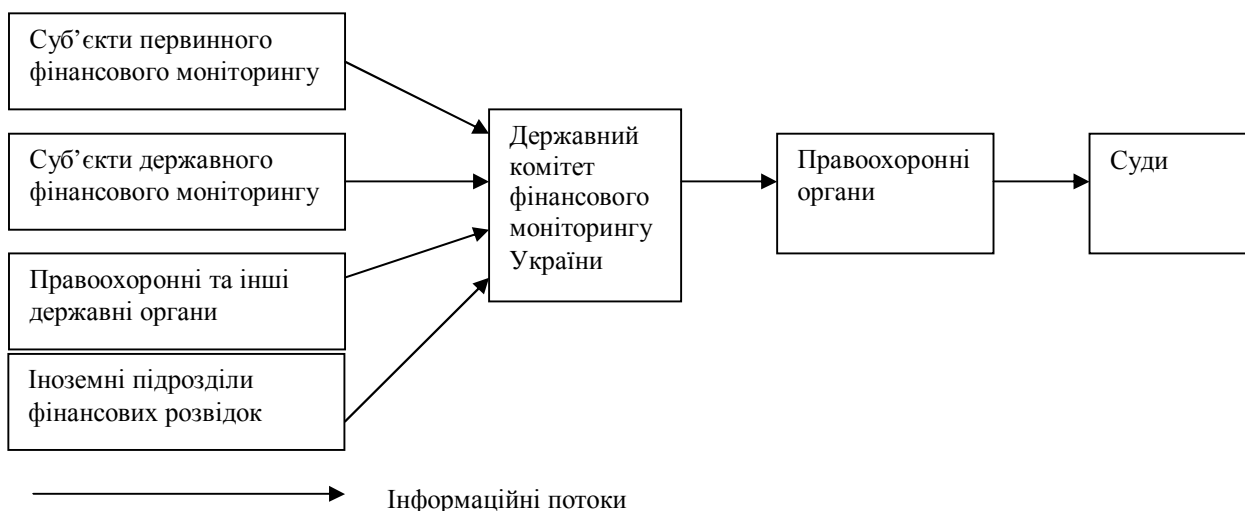 Суб’єкти первинного
фінансового моніторингу
Суб’єкти державного
фінансового моніторингу
Правоохоронні та інші
державні органи
Іноземні підрозділи
фінансових розвідок
Державний
комітет
фінансового
моніторингу
України
Правоохоронні
органи
Суди
Інформаційні потоки